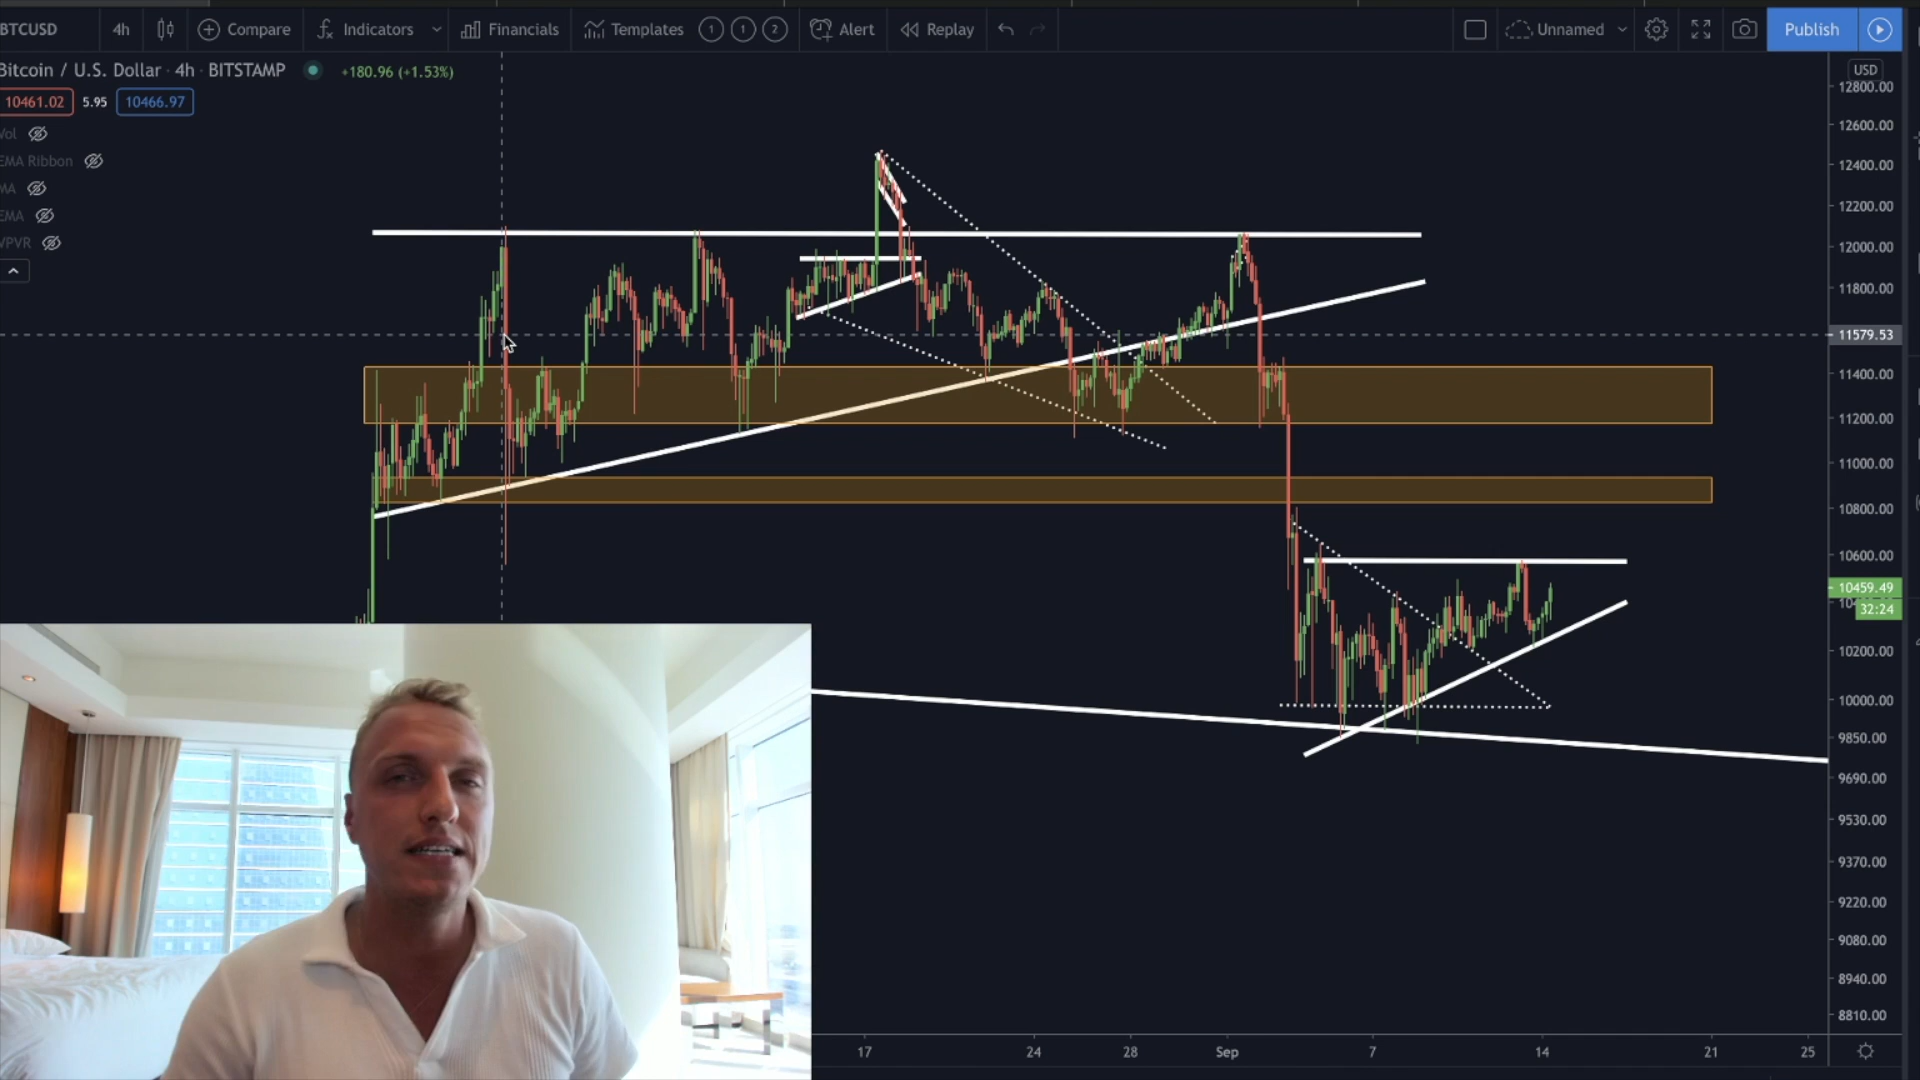 BTCUSD 4h Compare Indicators Financials Templates 1 1 2 Alert Replay Unnamed Publish
Bitcoin / U.S. Dollar · 4h · BITSTAMP +180.96 (+1.53%)
10461.02 5.95 10466.97
Vol
EMA Ribbon
MA
EMA
VPVR
USD
12800.00
12600.00
12400.00
12200.00
12000.00
11800.00
11579.53
11400.00
11200.00
11000.00
10800.00
10600.00
10459.49
32:24
10200.00
10000.00
9850.00
9690.00
9530.00
9370.00
9220.00
9080.00
8940.00
8810.00
17 24 28 Sep 7 14 21 25